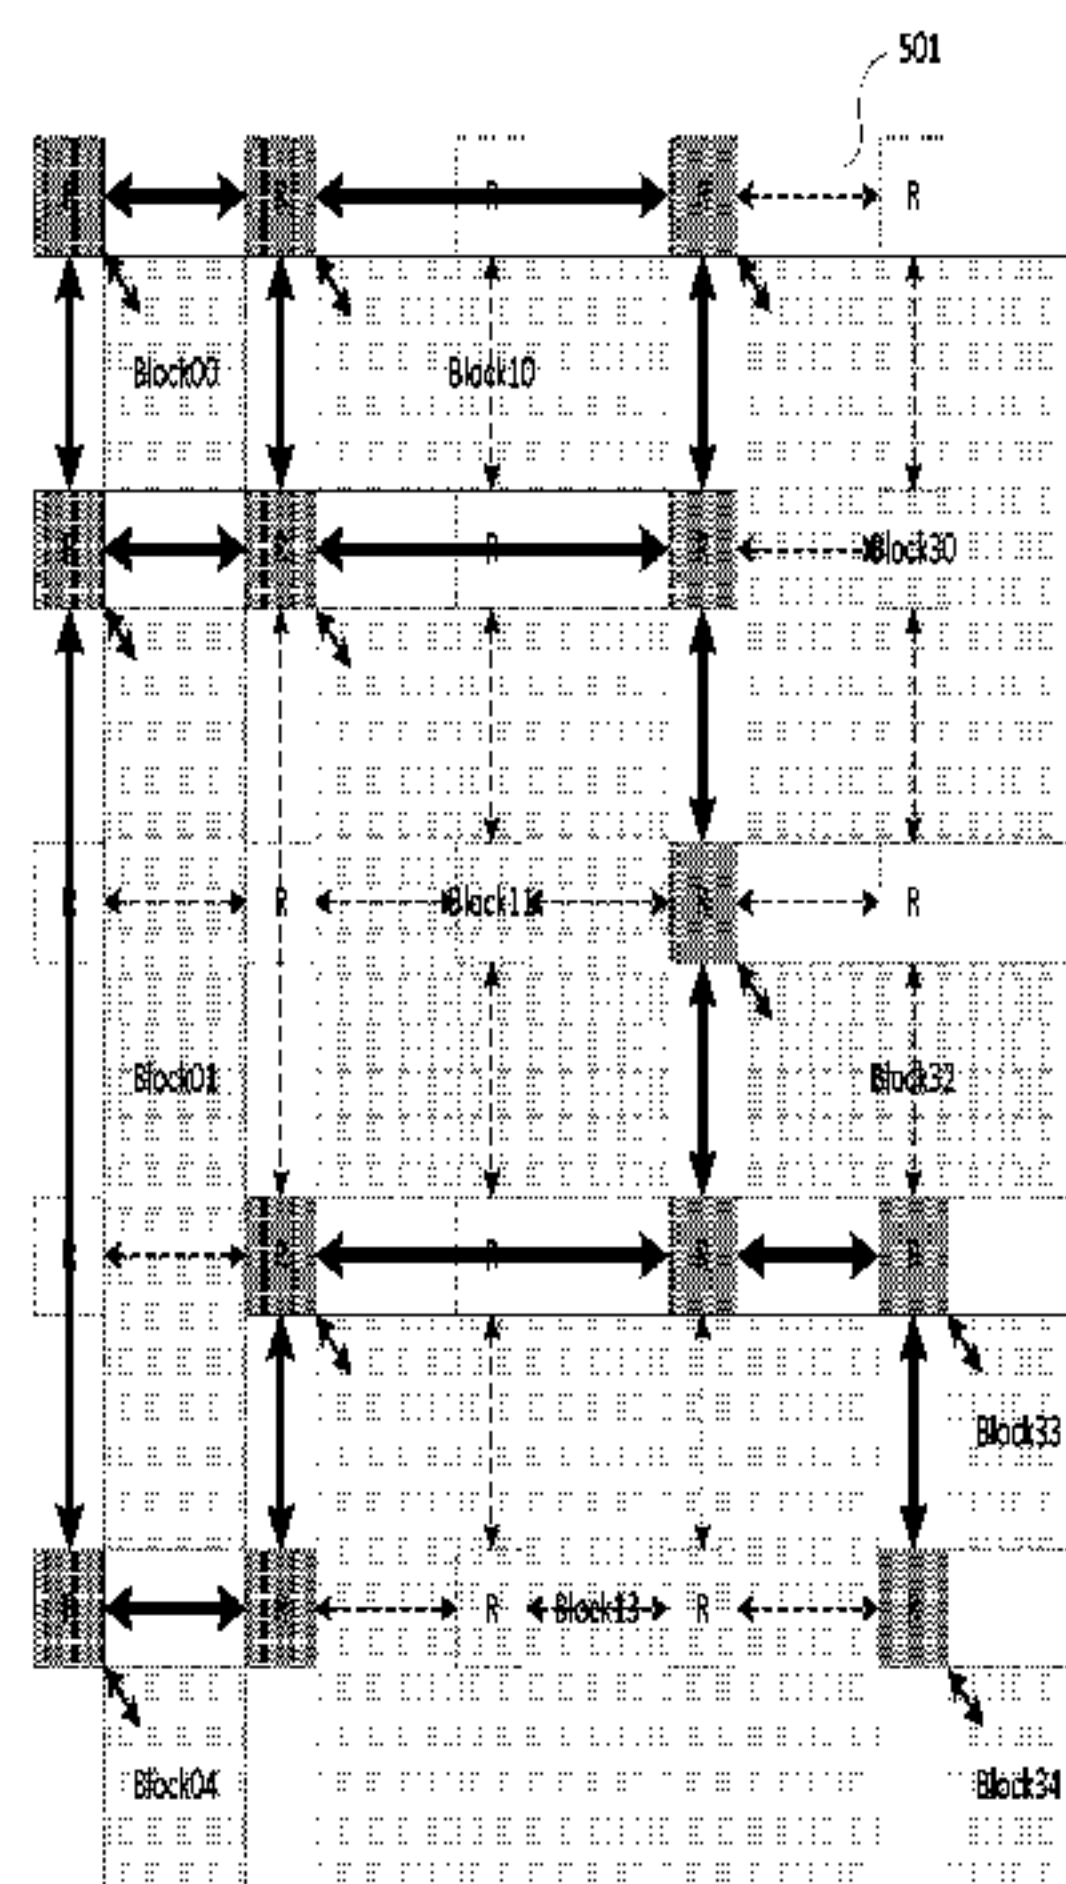 501
R R R R R
Block00 Block10
R R R R Block30
R R Block11 R R
Block01 Block32
R R R R R
Block33
R R R Block13 R R
Block04 Block34